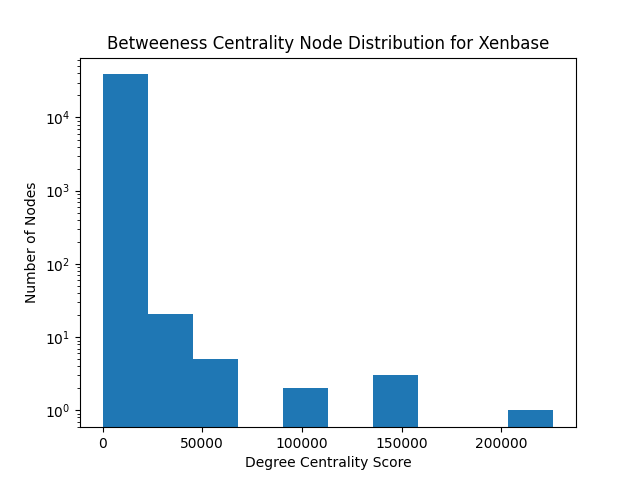 Betweeness Centrality Node Distribution for Xenbase
Number of Nodes
10⁴
10³
10²
10¹
10⁰
0 50000 100000 150000 200000
Degree Centrality Score